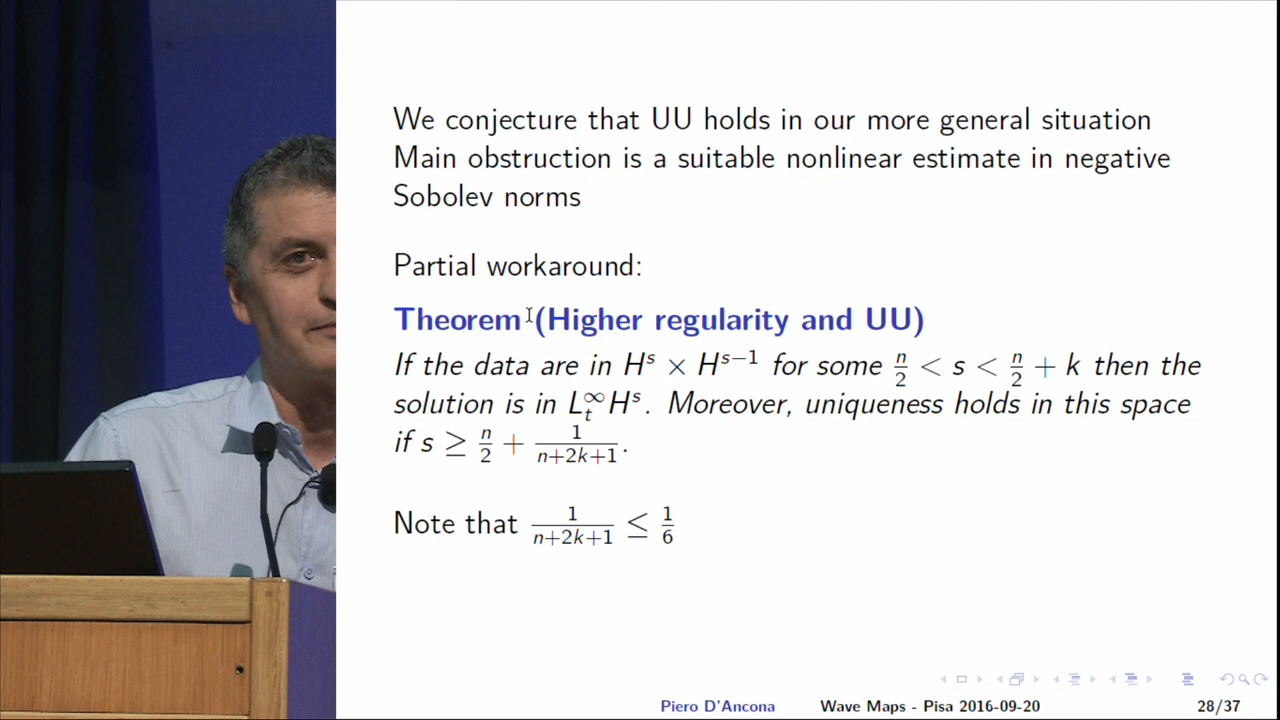 We conjecture that UU holds in our more general situation
Main obstruction is a suitable nonlinear estimate in negative
Sobolev norms
Partial workaround:
Theorem (Higher regularity and UU)
If the data are in H^s × H^{s−1} for some n/2 < s < n/2 + k then the
solution is in L_t^∞ H^s. Moreover, uniqueness holds in this space
if s ≥ n/2 + 1/(n+2k+1).
Note that 1/(n+2k+1) ≤ 1/6
Piero D'Ancona Wave Maps - Pisa 2016-09-20 28/37